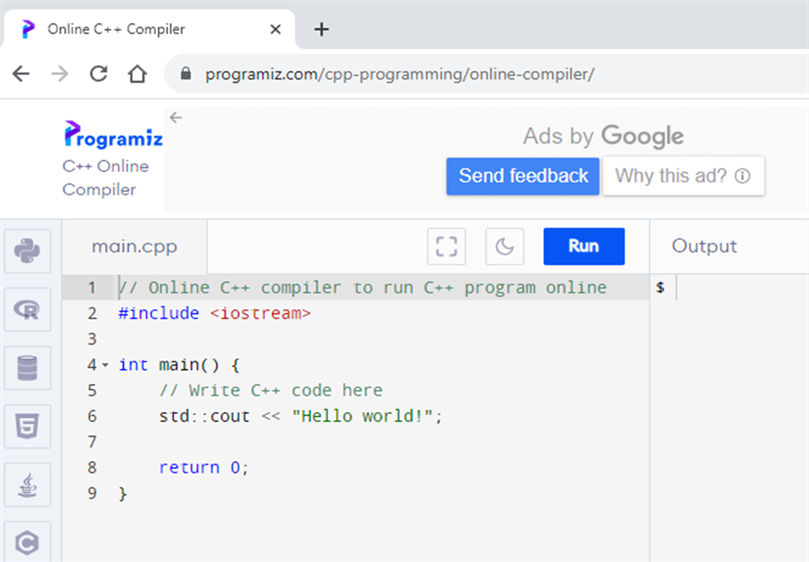 Online C++ Compiler
programiz.com/cpp-programming/online-compiler/
Programiz
C++ Online
Compiler
Ads by Google
Send feedback
Why this ad?
main.cpp
Run
Output
1 // Online C++ compiler to run C++ program online
2 #include <iostream>
3
4 int main() {
5     // Write C++ code here
6     std::cout << "Hello world!";
7
8     return 0;
9 }
$